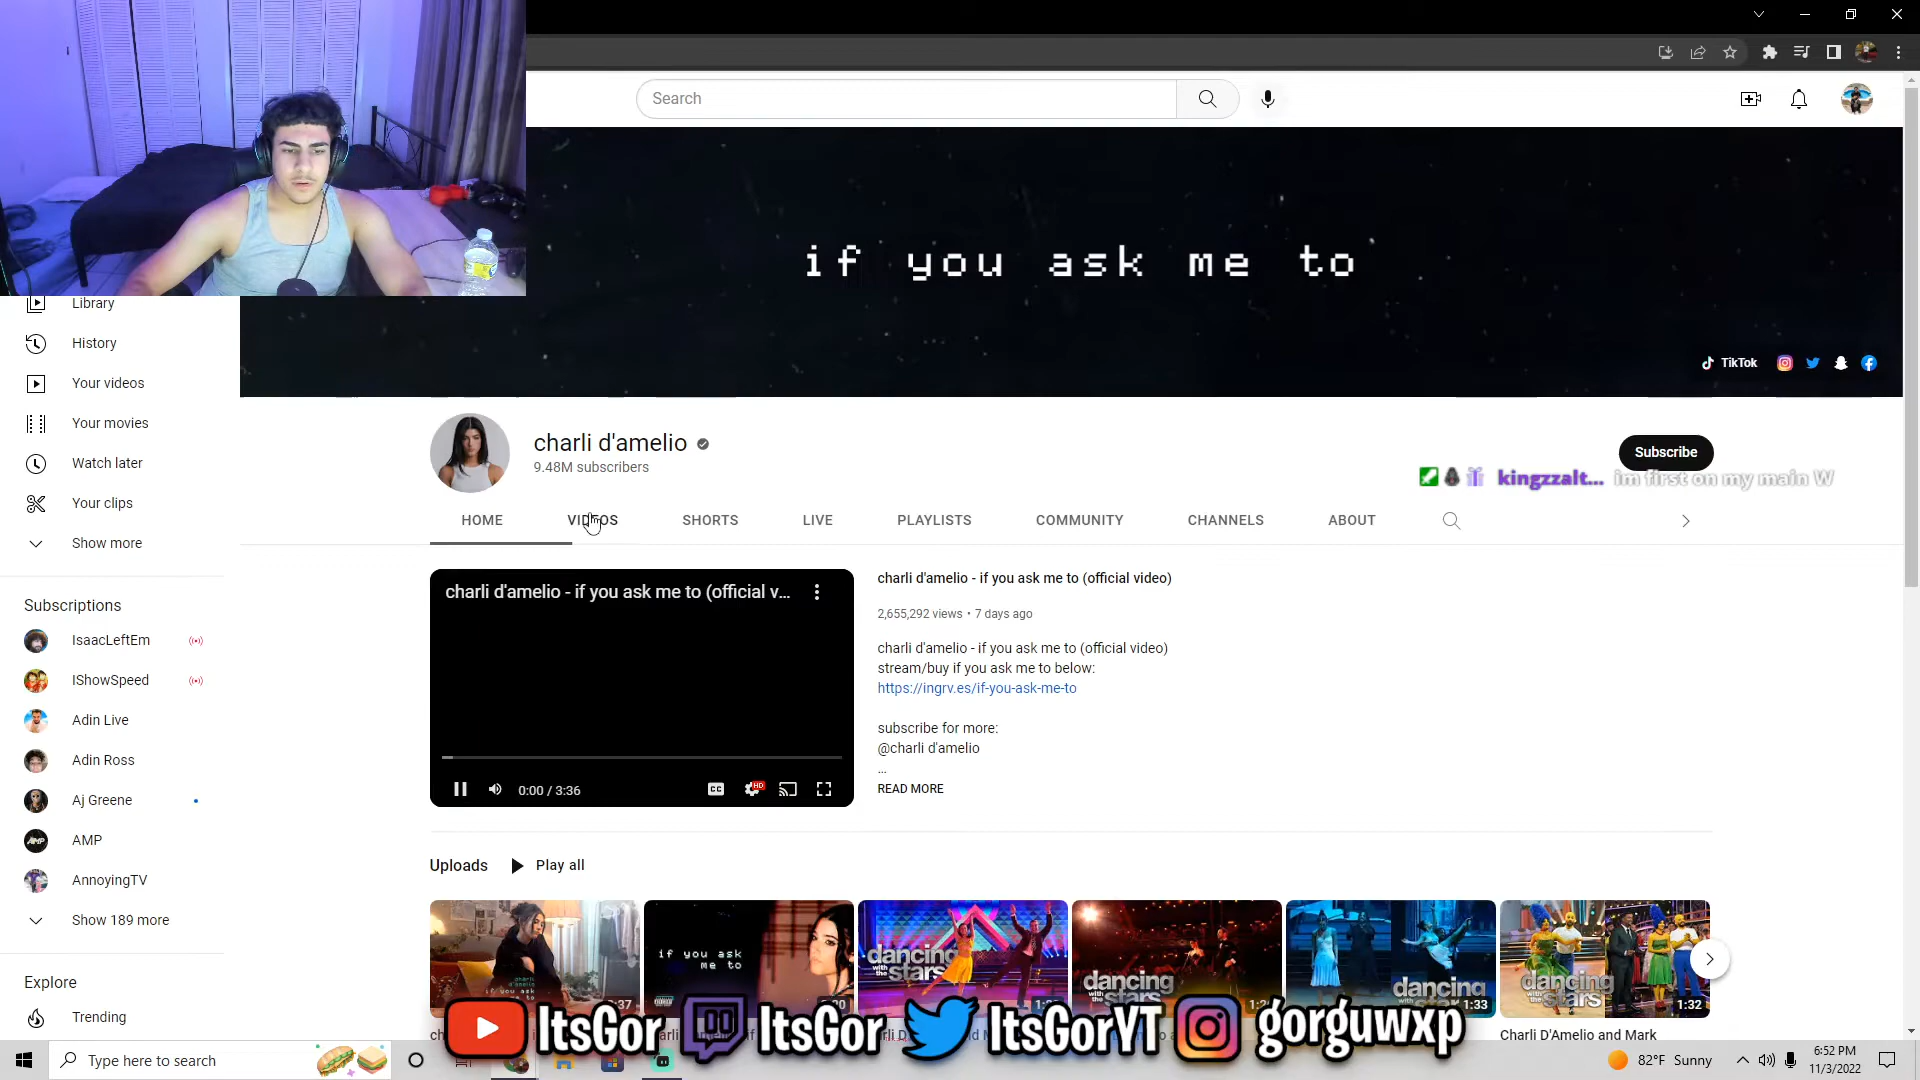 Search
if you ask me to
TikTok
Library
History
Your videos
Your movies
Watch later
Your clips
Show more
Subscriptions
IsaacLeftEm
IShowSpeed
Adin Live
Adin Ross
Aj Greene
AMP
AnnoyingTV
Show 189 more
Explore
Trending
charli d'amelio
9.48M subscribers
Subscribe
kingzzalt... im first on my main W
HOME VIDEOS SHORTS LIVE PLAYLISTS COMMUNITY CHANNELS ABOUT
charli d'amelio - if you ask me to (official v...
0:00 / 3:36
CC
HD
charli d'amelio - if you ask me to (official video)
2,655,292 views • 7 days ago
charli d'amelio - if you ask me to (official video)
stream/buy if you ask me to below:
https://ingrv.es/if-you-ask-me-to
subscribe for more:
@charli d'amelio
...
READ MORE
Uploads Play all
charli
d'amelio
if you ask
me to
dancing
with the stars
dancing
dancing
1:33
dancing
1:32
Charli D'Amelio and Mark
ItsGor ItsGor ItsGorYT gorguwxp
Type here to search
82°F Sunny
6:52 PM
11/3/2022